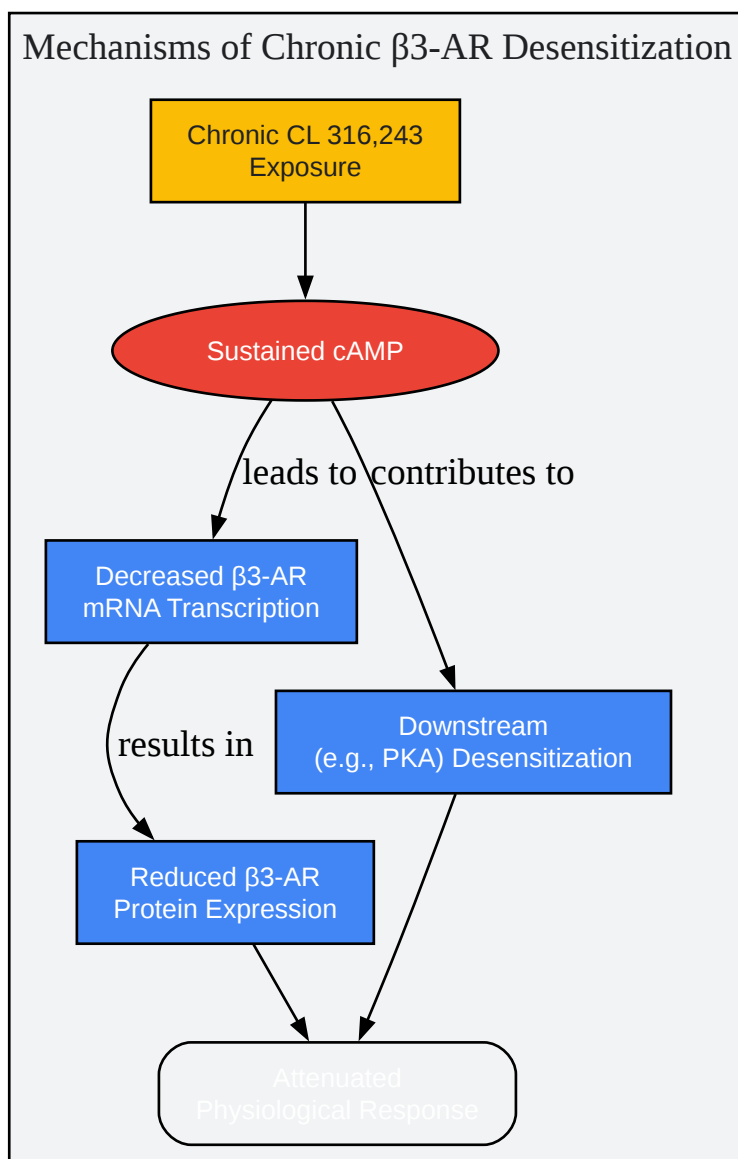 Mechanisms of Chronic β3-AR Desensitization
Chronic CL 316,243
Exposure
Sustained cAMP
leads to
contributes to
Decreased β3-AR
mRNA Transcription
Downstream
(e.g., PKA) Desensitization
results in
Reduced β3-AR
Protein Expression
Attenuated
Physiological Response